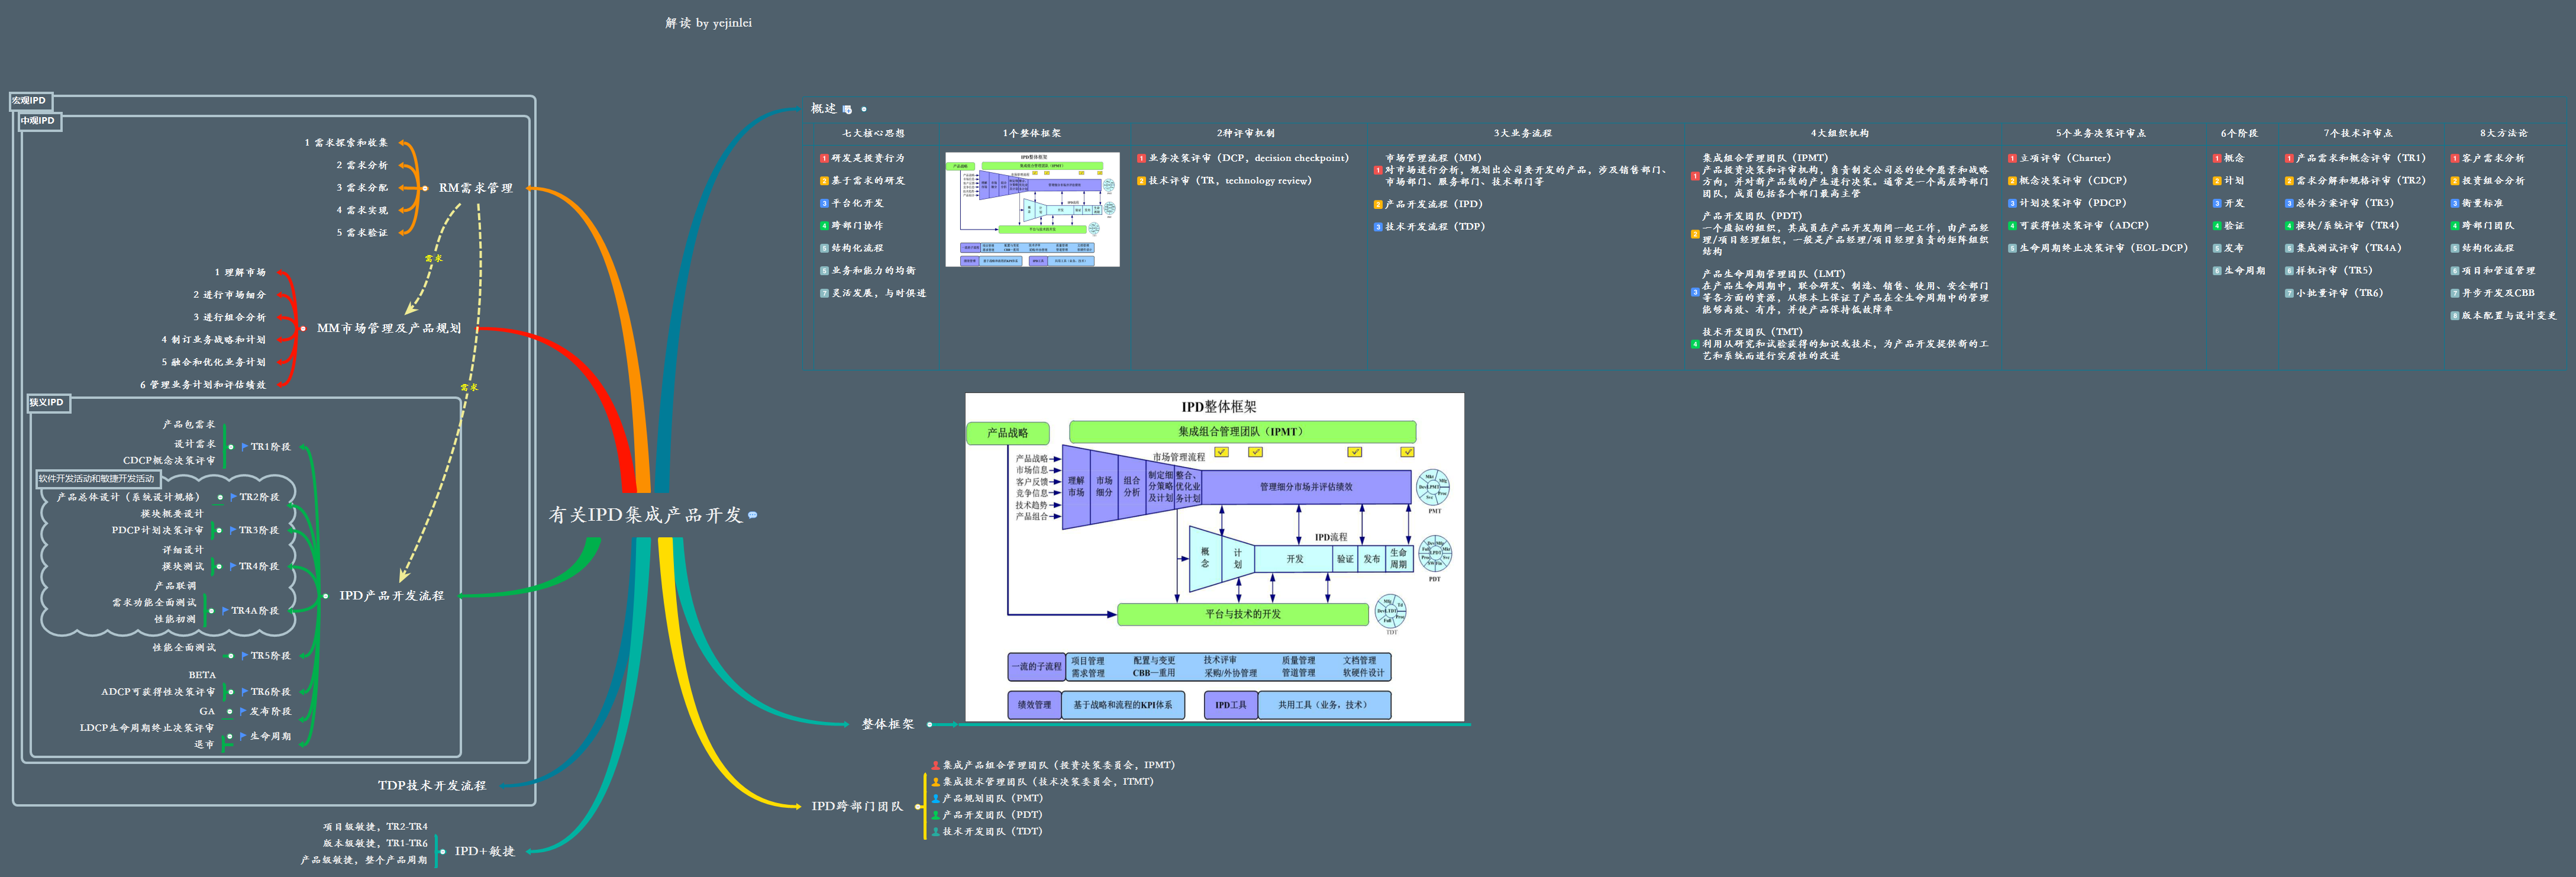 解读 by yejinlei
宏观IPD
中观IPD
1 需求探索和收集
2 需求分析
3 需求分配
4 需求实现
5 需求验证
RM需求管理
需求
1 理解市场
2 进行市场细分
3 进行组合分析
4 制订业务战略和计划
5 融合和优化业务计划
6 管理业务计划和评估绩效
MM市场管理及产品规划
需求
狭义IPD
产品包需求
设计需求
CDCP概念决策评审
TR1阶段
软件开发活动和敏捷开发活动
产品总体设计（系统设计规格）
TR2阶段
模块概要设计
PDCP计划决策评审
TR3阶段
详细设计
模块测试
TR4阶段
产品联调
需求功能全面测试
性能初测
TR4A阶段
性能全面测试
TR5阶段
BETA
ADCP可获得性决策评审
TR6阶段
GA
发布阶段
LDCP生命周期终止决策评审
退市
生命周期
IPD产品开发流程
TDP技术开发流程
项目级敏捷，TR2-TR4
版本级敏捷，TR1-TR6
产品级敏捷，整个产品周期
IPD+敏捷
有关IPD集成产品开发
概述
七大核心思想
1 研发是投资行为
2 基于需求的研发
3 平台化开发
4 跨部门协作
5 结构化流程
5 业务和能力的均衡
7 灵活发展，与时俱进
1个整体框架
IPD整体框架
2种评审机制
1 业务决策评审（DCP，decision checkpoint）
2 技术评审（TR，technology review）
3大业务流程
市场管理流程（MM）
1 对市场进行分析，规划出公司要开发的产品，涉及销售部门、
市场部门、服务部门、技术部门等
2 产品开发流程（IPD）
3 技术开发流程（TDP）
4大组织机构
集成组合管理团队（IPMT）
1 产品投资决策和评审机构，负责制定公司总的使命愿景和战略
方向，并对新产品线的产生进行决策。通常是一个高层跨部门
团队，成员包括各个部门最高主管
产品开发团队（PDT）
2 一个虚拟的组织，其成员在产品开发期间一起工作，由产品经
理/项目经理组织，一般是产品经理/项目经理负责的矩阵组织
结构
产品生命周期管理团队（LMT）
3 在产品生命周期中，联合研发、制造、销售、使用、安全部门
等各方面的资源，从根本上保证了产品在全生命周期中的管理
能够高效、有序，并使产品保持低故障率
技术开发团队（TMT）
4 利用从研究和试验获得的知识或技术，为产品开发提供新的工
艺和系统而进行实质性的改进
5个业务决策评审点
1 立项评审（Charter）
2 概念决策评审（CDCP）
3 计划决策评审（PDCP）
4 可获得性决策评审（ADCP）
5 生命周期终止决策评审（EOL-DCP）
6个阶段
1 概念
2 计划
3 开发
4 验证
5 发布
6 生命周期
7个技术评审点
1 产品需求和概念评审（TR1）
2 需求分解和规格评审（TR2）
3 总体方案评审（TR3）
4 模块/系统评审（TR4）
5 集成测试评审（TR4A）
6 样机评审（TR5）
7 小批量评审（TR6）
8大方法论
1 客户需求分析
2 投资组合分析
3 衡量标准
4 跨部门团队
5 结构化流程
6 项目和管道管理
7 异步开发及CBB
6 版本配置与设计变更
IPD整体框架
产品战略
集成组合管理团队（IPMT）
市场管理流程
产品战略
市场信息
客户反馈
竞争信息
技术趋势
产品组合
理解
市场
市场
细分
组合
分析
制定细
分策略
及计划
整合、
优化业
务计划
管理细分市场并评估绩效
PMT
IPD流程
概
念
计
划
开发
验证
发布
生命
周期
PDT
平台与技术的开发
TDT
一流的子流程
项目管理 配置与变更 技术评审 质量管理 文档管理
需求管理 CBB—重用 采购/外协管理 管道管理 软硬件设计
绩效管理
基于战略和流程的KPI体系
IPD工具
共用工具（业务，技术）
整体框架
IPD跨部门团队
集成产品组合管理团队（投资决策委员会，IPMT）
集成技术管理团队（技术决策委员会，ITMT）
产品规划团队（PMT）
产品开发团队（PDT）
技术开发团队（TDT）